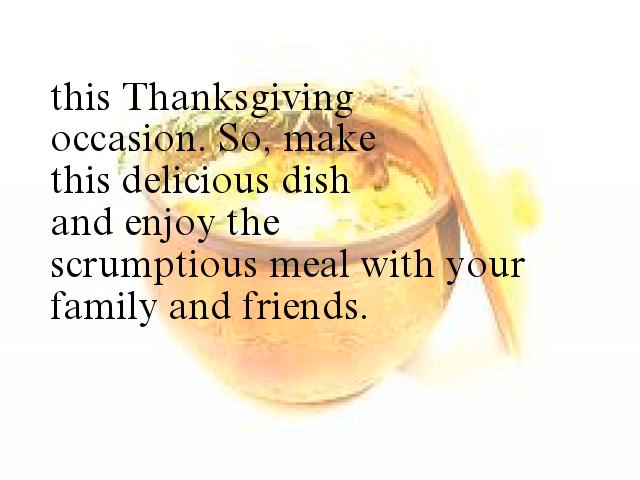 this Thanksgiving
occasion. So, make
this delicious dish
and enjoy the
scrumptious meal with your
family and friends.